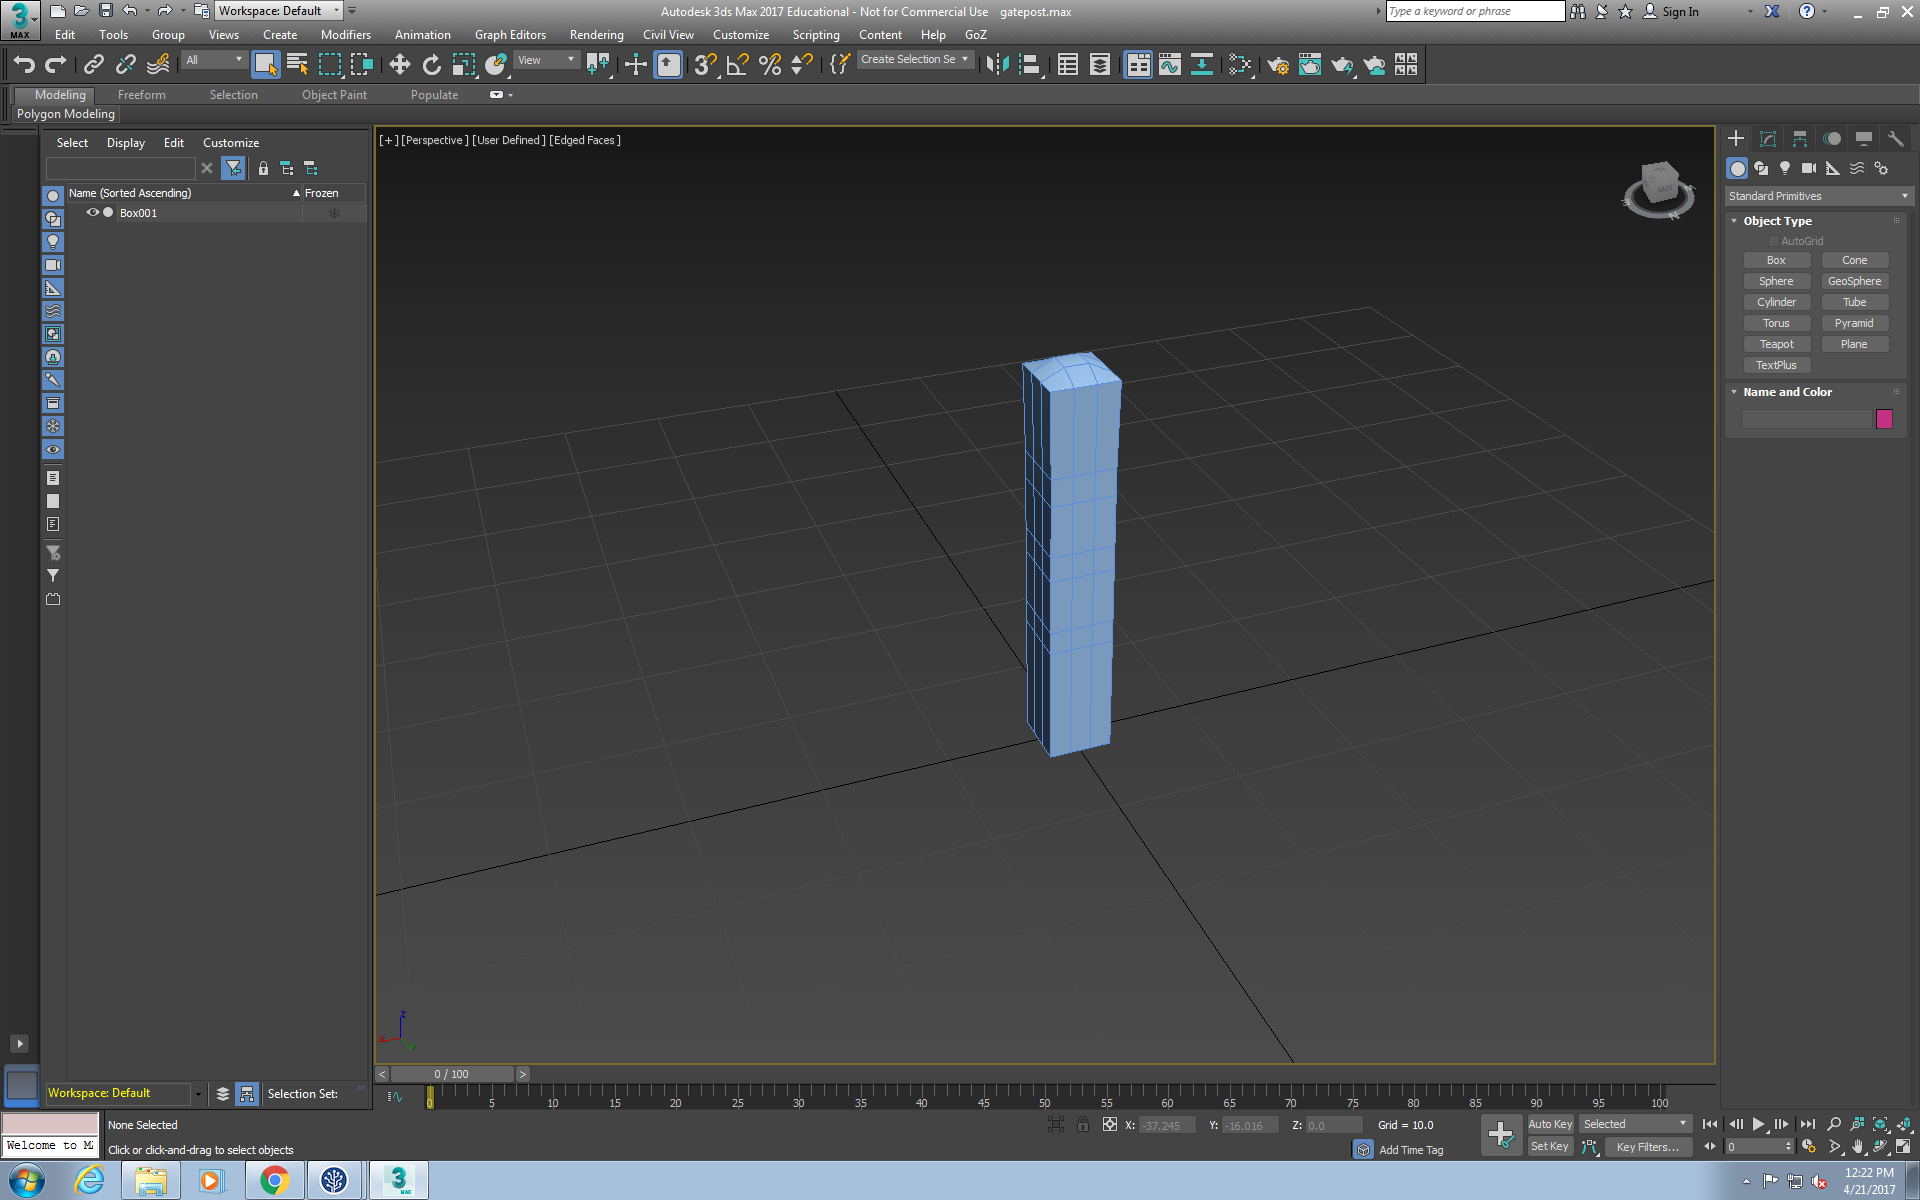 Workspace: Default
Autodesk 3ds Max 2017 Educational - Not for Commercial Use gatepost.max
Type a keyword or phrase
Sign In
MAX
Edit Tools Group Views Create Modifiers Animation Graph Editors Rendering Civil View Customize Scripting Content Help GoZ
All
View
Create Selection Se
Modeling Freeform Selection Object Paint Populate
Polygon Modeling
Select Display Edit Customize
[+] [Perspective] [User Defined] [Edged Faces]
Name (Sorted Ascending) Frozen
Box001
Standard Primitives
Object Type
AutoGrid
Box Cone
Sphere GeoSphere
Cylinder Tube
Torus Pyramid
Teapot Plane
TextPlus
Name and Color
BACK
N
z
0 / 100
Workspace: Default
Selection Set:
0 5 10 15 20 25 30 35 40 45 50 55 60 65 70 75 80 85 90 95 100
Welcome to M
None Selected
Click or click-and-drag to select objects
X: -37.245
Y: -16.016
Z: 0.0
Grid = 10.0
Add Time Tag
Auto Key
Selected
Set Key
Key Filters...
0
12:22 PM
4/21/2017